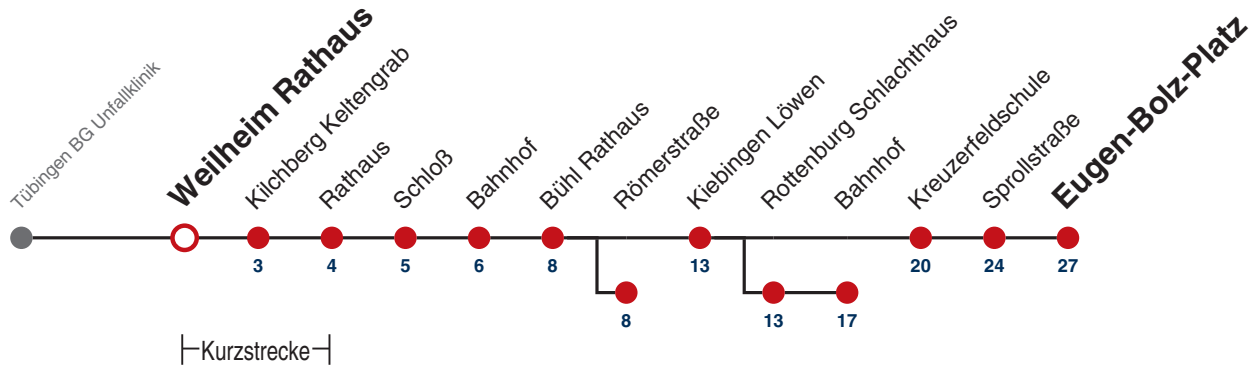 Tübingen BG Unfallklinik
Weilheim Rathaus
Kilchberg Keltengrab
Rathaus
Schloß
Bahnhof
Bühl Rathaus
Römerstraße
Kiebingen Löwen
Rottenburg Schlachthaus
Bahnhof
Kreuzerfeldschule
Sprollstraße
Eugen-Bolz-Platz
3 4 5 6 8 13 20 24 27
8 13 17
Kurzstrecke